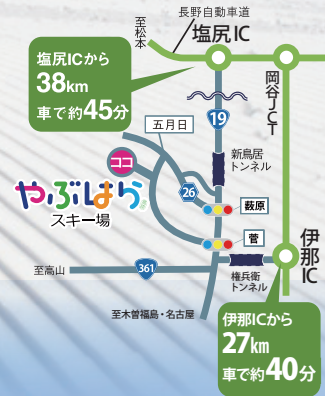 長野自動車道
至松本
塩尻IC
塩尻ICから
38km
車で約45分
岡谷JCT
19
五月日
新鳥居
トンネル
ココ
26
藪原
やぶはら
スキー場
菅
伊那IC
至高山
361
権兵衛
トンネル
至木曽福島・名古屋
伊那ICから
27km
車で約40分